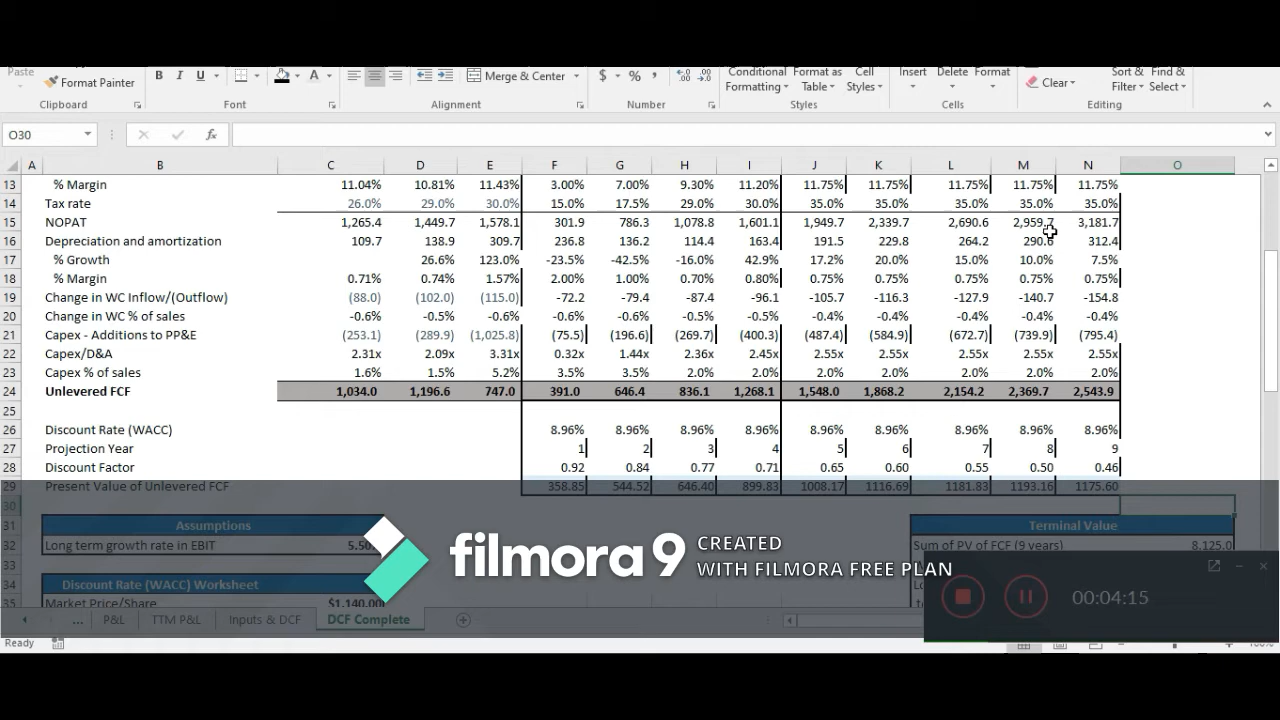 Paste
Format Painter
B I U A
Merge & Center
$ % ,
Conditional Formatting
Format as Table
Cell Styles
Insert
Delete
Format
Clear
Sort & Filter
Find & Select
Clipboard Font Alignment Number Styles Cells Editing
O30 fx
A B C D E F G H I J K L M N O
13 % Margin 11.04% 10.81% 11.43% 3.00% 7.00% 9.30% 11.20% 11.75% 11.75% 11.75% 11.75% 11.75%
14 Tax rate 26.0% 29.0% 30.0% 15.0% 17.5% 29.0% 30.0% 35.0% 35.0% 35.0% 35.0% 35.0%
15 NOPAT 1,265.4 1,449.7 1,578.1 301.9 786.3 1,078.8 1,601.1 1,949.7 2,339.7 2,690.6 2,959.7 3,181.7
16 Depreciation and amortization 109.7 138.9 309.7 236.8 136.2 114.4 163.4 191.5 229.8 264.2 290.6 312.4
17 % Growth 26.6% 123.0% -23.5% -42.5% -16.0% 42.9% 17.2% 20.0% 15.0% 10.0% 7.5%
18 % Margin 0.71% 0.74% 1.57% 2.00% 1.00% 0.70% 0.80% 0.75% 0.75% 0.75% 0.75% 0.75%
19 Change in WC Inflow/(Outflow) (88.0) (102.0) (115.0) -72.2 -79.4 -87.4 -96.1 -105.7 -116.3 -127.9 -140.7 -154.8
20 Change in WC % of sales -0.6% -0.5% -0.6% -0.6% -0.6% -0.5% -0.5% -0.4% -0.4% -0.4% -0.4% -0.4%
21 Capex - Additions to PP&E (253.1) (289.9) (1,025.8) (75.5) (196.6) (269.7) (400.3) (487.4) (584.9) (672.7) (739.9) (795.4)
22 Capex/D&A 2.31x 2.09x 3.31x 0.32x 1.44x 2.36x 2.45x 2.55x 2.55x 2.55x 2.55x 2.55x
23 Capex % of sales 1.6% 1.5% 5.2% 3.5% 3.5% 2.0% 2.0% 2.0% 2.0% 2.0% 2.0% 2.0%
24 Unlevered FCF 1,034.0 1,196.6 747.0 391.0 646.4 836.1 1,268.1 1,548.0 1,868.2 2,154.2 2,369.7 2,543.9
25
26 Discount Rate (WACC) 8.96% 8.96% 8.96% 8.96% 8.96% 8.96% 8.96% 8.96% 8.96%
27 Projection Year 1 2 3 4 5 6 7 8 9
28 Discount Factor 0.92 0.84 0.77 0.71 0.65 0.60 0.55 0.50 0.46
29 Present Value of Unlevered FCF 358.85 544.52 646.40 899.83 1008.17 1116.69 1181.83 1193.16 1175.60
30
31 Assumptions Terminal Value
32 Long term growth rate in EBIT 5.50 Sum of PV of FCF (9 years) 8,125.0
33
34 Discount Rate (WACC) Worksheet
35 Market Price/Share $1,140.00
filmora 9 CREATED
WITH FILMORA FREE PLAN
00:04:15
... P&L TTM P&L Inputs & DCF DCF Complete
Ready